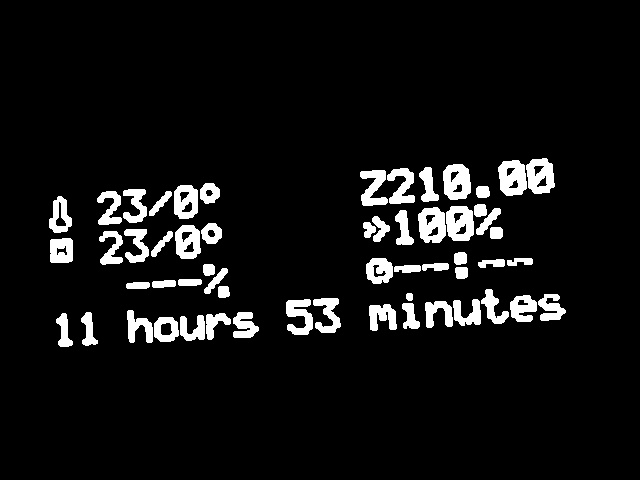 23/0° Z210.00
23/0° »100%
---% --:--
11 hours 53 minutes